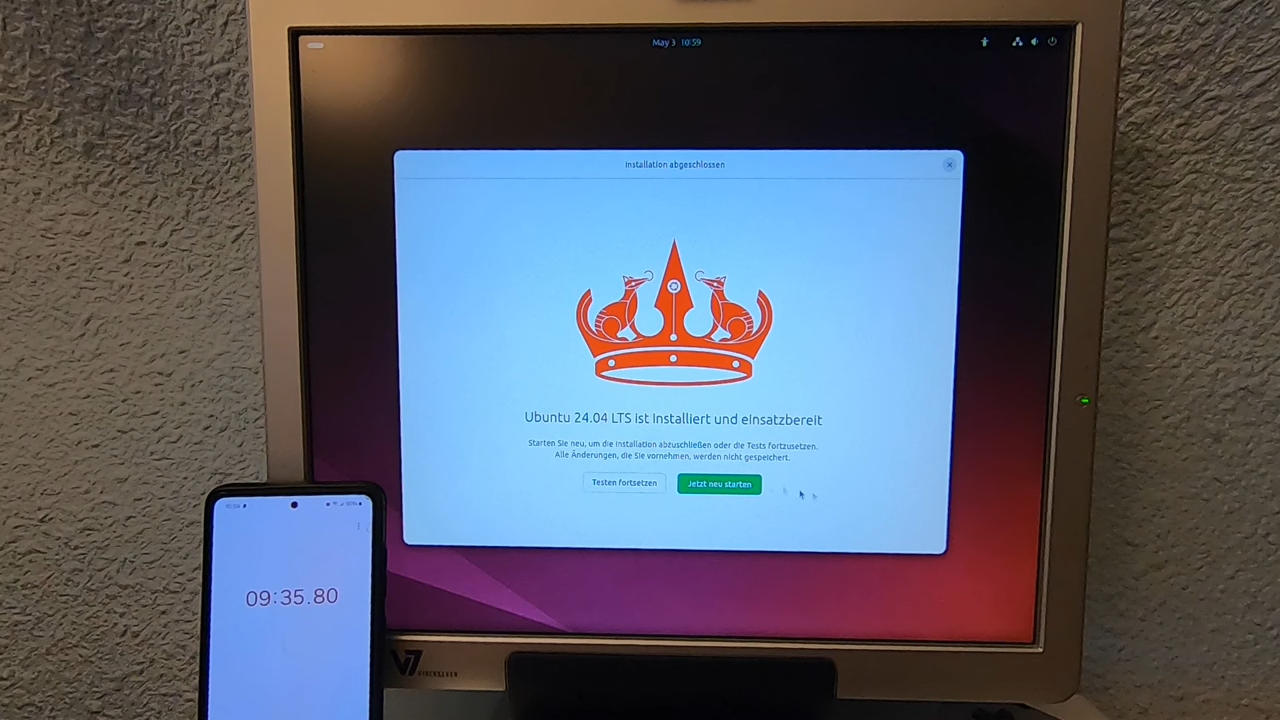 May 3 10:59
Installation abgeschlossen
Ubuntu 24.04 LTS ist installiert und einsatzbereit
Starten Sie neu, um die Installation abzuschließen oder die Tests fortzusetzen.
Alle Änderungen, die Sie vornehmen, werden nicht gespeichert.
Testen fortsetzen
Jetzt neu starten
09:35.80
V7
VIDEOSEVEN